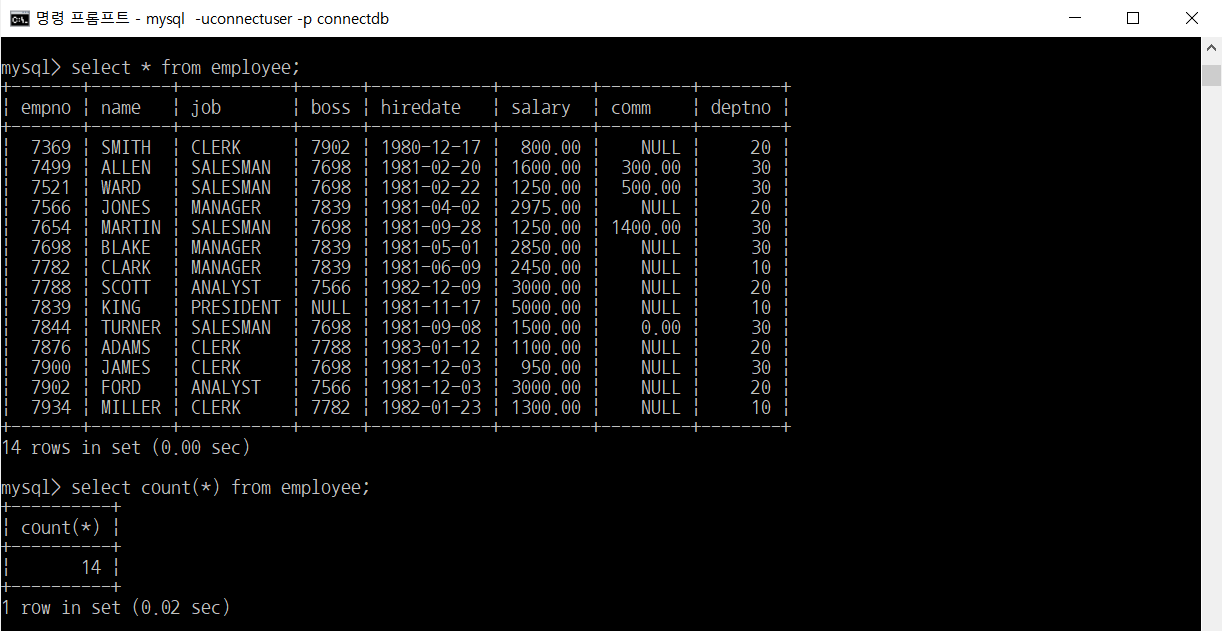 명령 프롬프트 - mysql  -uconnectuser -p connectdb
mysql> select * from employee;
+-------+--------+-----------+------+------------+---------+---------+--------+
| empno | name   | job       | boss | hiredate   | salary  | comm    | deptno |
+-------+--------+-----------+------+------------+---------+---------+--------+
|  7369 | SMITH  | CLERK     | 7902 | 1980-12-17 |  800.00 |    NULL |     20 |
|  7499 | ALLEN  | SALESMAN  | 7698 | 1981-02-20 | 1600.00 |  300.00 |     30 |
|  7521 | WARD   | SALESMAN  | 7698 | 1981-02-22 | 1250.00 |  500.00 |     30 |
|  7566 | JONES  | MANAGER   | 7839 | 1981-04-02 | 2975.00 |    NULL |     20 |
|  7654 | MARTIN | SALESMAN  | 7698 | 1981-09-28 | 1250.00 | 1400.00 |     30 |
|  7698 | BLAKE  | MANAGER   | 7839 | 1981-05-01 | 2850.00 |    NULL |     30 |
|  7782 | CLARK  | MANAGER   | 7839 | 1981-06-09 | 2450.00 |    NULL |     10 |
|  7788 | SCOTT  | ANALYST   | 7566 | 1982-12-09 | 3000.00 |    NULL |     20 |
|  7839 | KING   | PRESIDENT | NULL | 1981-11-17 | 5000.00 |    NULL |     10 |
|  7844 | TURNER | SALESMAN  | 7698 | 1981-09-08 | 1500.00 |    0.00 |     30 |
|  7876 | ADAMS  | CLERK     | 7788 | 1983-01-12 | 1100.00 |    NULL |     20 |
|  7900 | JAMES  | CLERK     | 7698 | 1981-12-03 |  950.00 |    NULL |     30 |
|  7902 | FORD   | ANALYST   | 7566 | 1981-12-03 | 3000.00 |    NULL |     20 |
|  7934 | MILLER | CLERK     | 7782 | 1982-01-23 | 1300.00 |    NULL |     10 |
+-------+--------+-----------+------+------------+---------+---------+--------+
14 rows in set (0.00 sec)
mysql> select count(*) from employee;
+----------+
| count(*) |
+----------+
|       14 |
+----------+
1 row in set (0.02 sec)